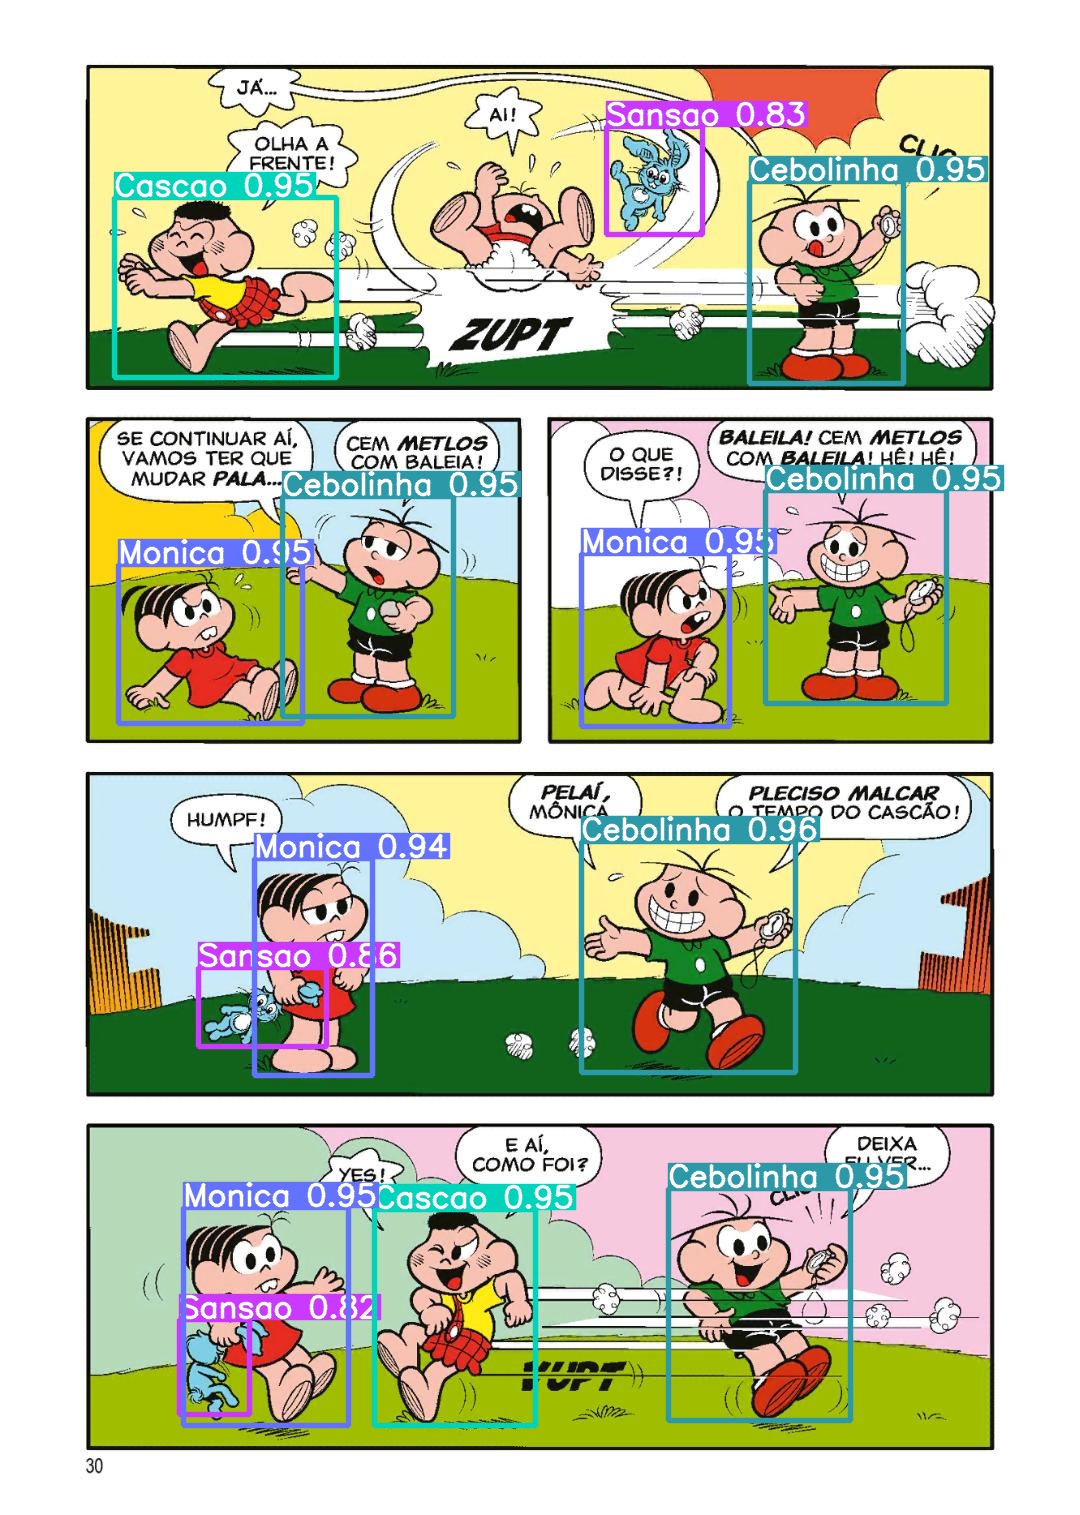 JÁ...
OLHA A
FRENTE!
Cascao 0.95
AI!
Sansao 0.83
Cebolinha 0.95
ZUPT
SE CONTINUAR AÍ,
VAMOS TER QUE
MUDAR PALA...
CEM METLOS
COM BALEIA!
Cebolinha 0.95
Monica 0.95
O QUE
DISSE?!
BALEILA! CEM METLOS
COM BALEILA! HÊ! HÊ!
Cebolinha 0.95
Monica 0.95
HUMPF!
Monica 0.94
Sansao 0.86
PELAÍ,
MÔNICA
PLECISO MALCAR
O TEMPO DO CASCÃO!
Cebolinha 0.96
YES!
Monica 0.95
Sansao 0.82
E AÍ,
COMO FOI?
Cascao 0.95
DEIXA
EU VER...
Cebolinha 0.95
30